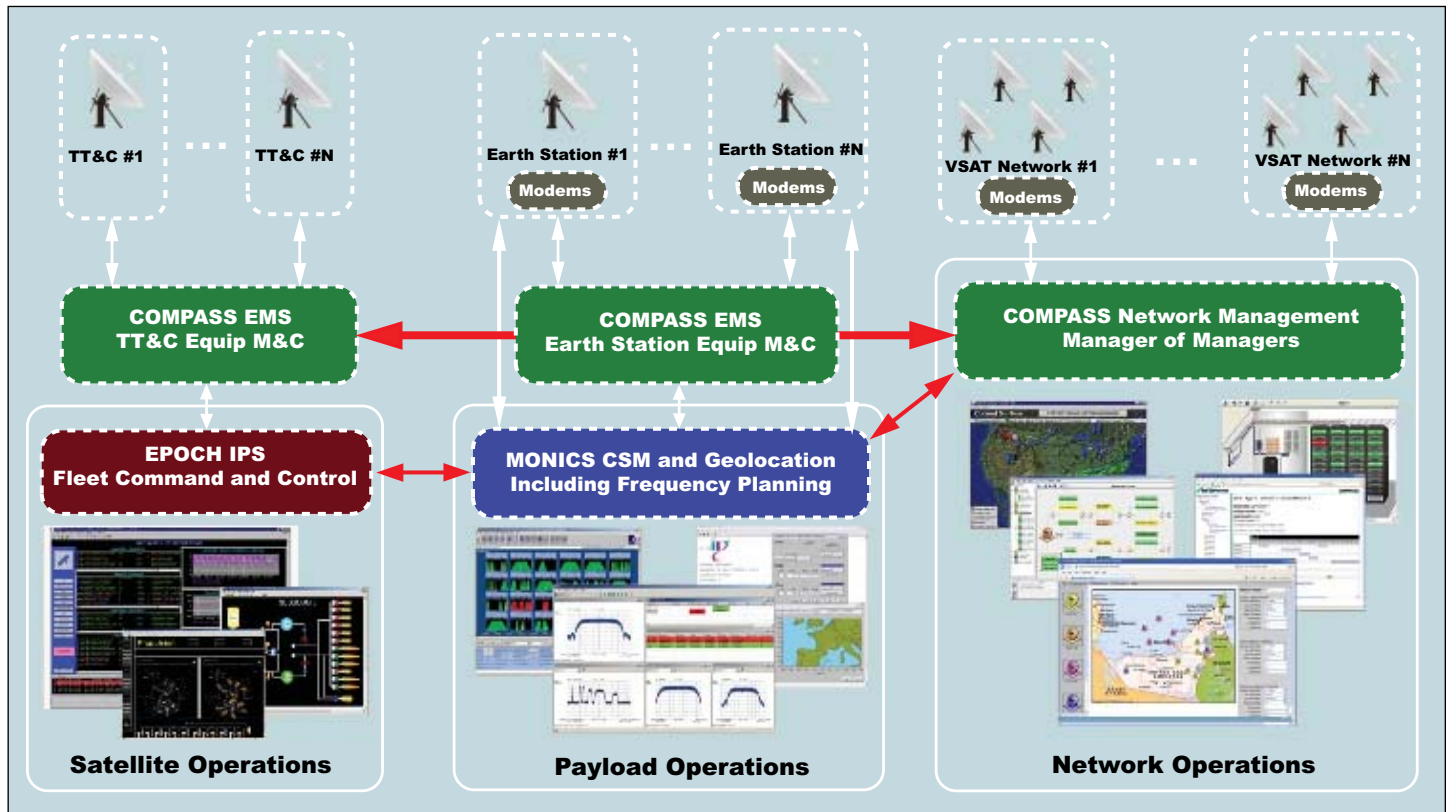 TT&C #1
TT&C #N
Earth Station #1
Modems
Earth Station #N
Modems
VSAT Network #1
Modems
VSAT Network #N
Modems
COMPASS EMS
TT&C Equip M&C
COMPASS EMS
Earth Station Equip M&C
COMPASS Network Management
Manager of Managers
EPOCH IPS
Fleet Command and Control
MONICS CSM and Geolocation
Including Frequency Planning
Satellite Operations
Payload Operations
Network Operations